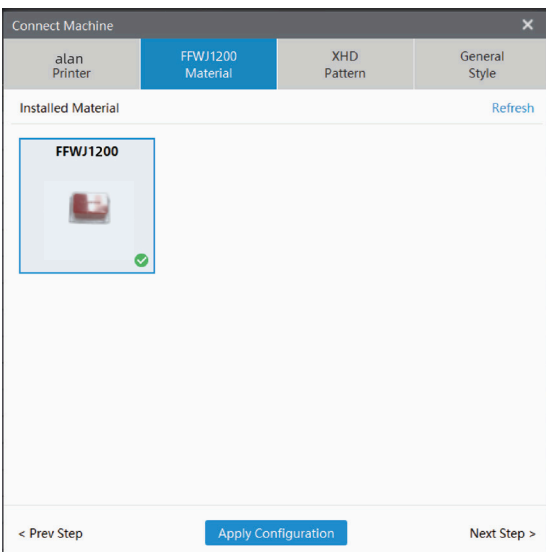 Connect Machine
alan
Printer
FFWJ1200
Material
XHD
Pattern
General
Style
Installed Material
Refresh
FFWJ1200
< Prev Step
Apply Configuration
Next Step >